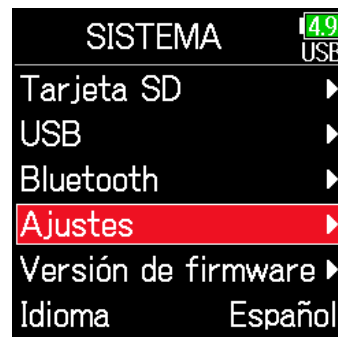 SISTEMA
4.9
USB
Tarjeta SD
USB
Bluetooth
Ajustes
Versión de firmware
Idioma Español